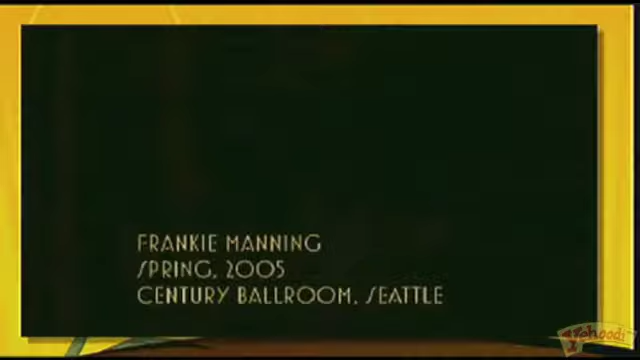 FRANKIE MANNING
SPRING, 2005
CENTURY BALLROOM, SEATTLE